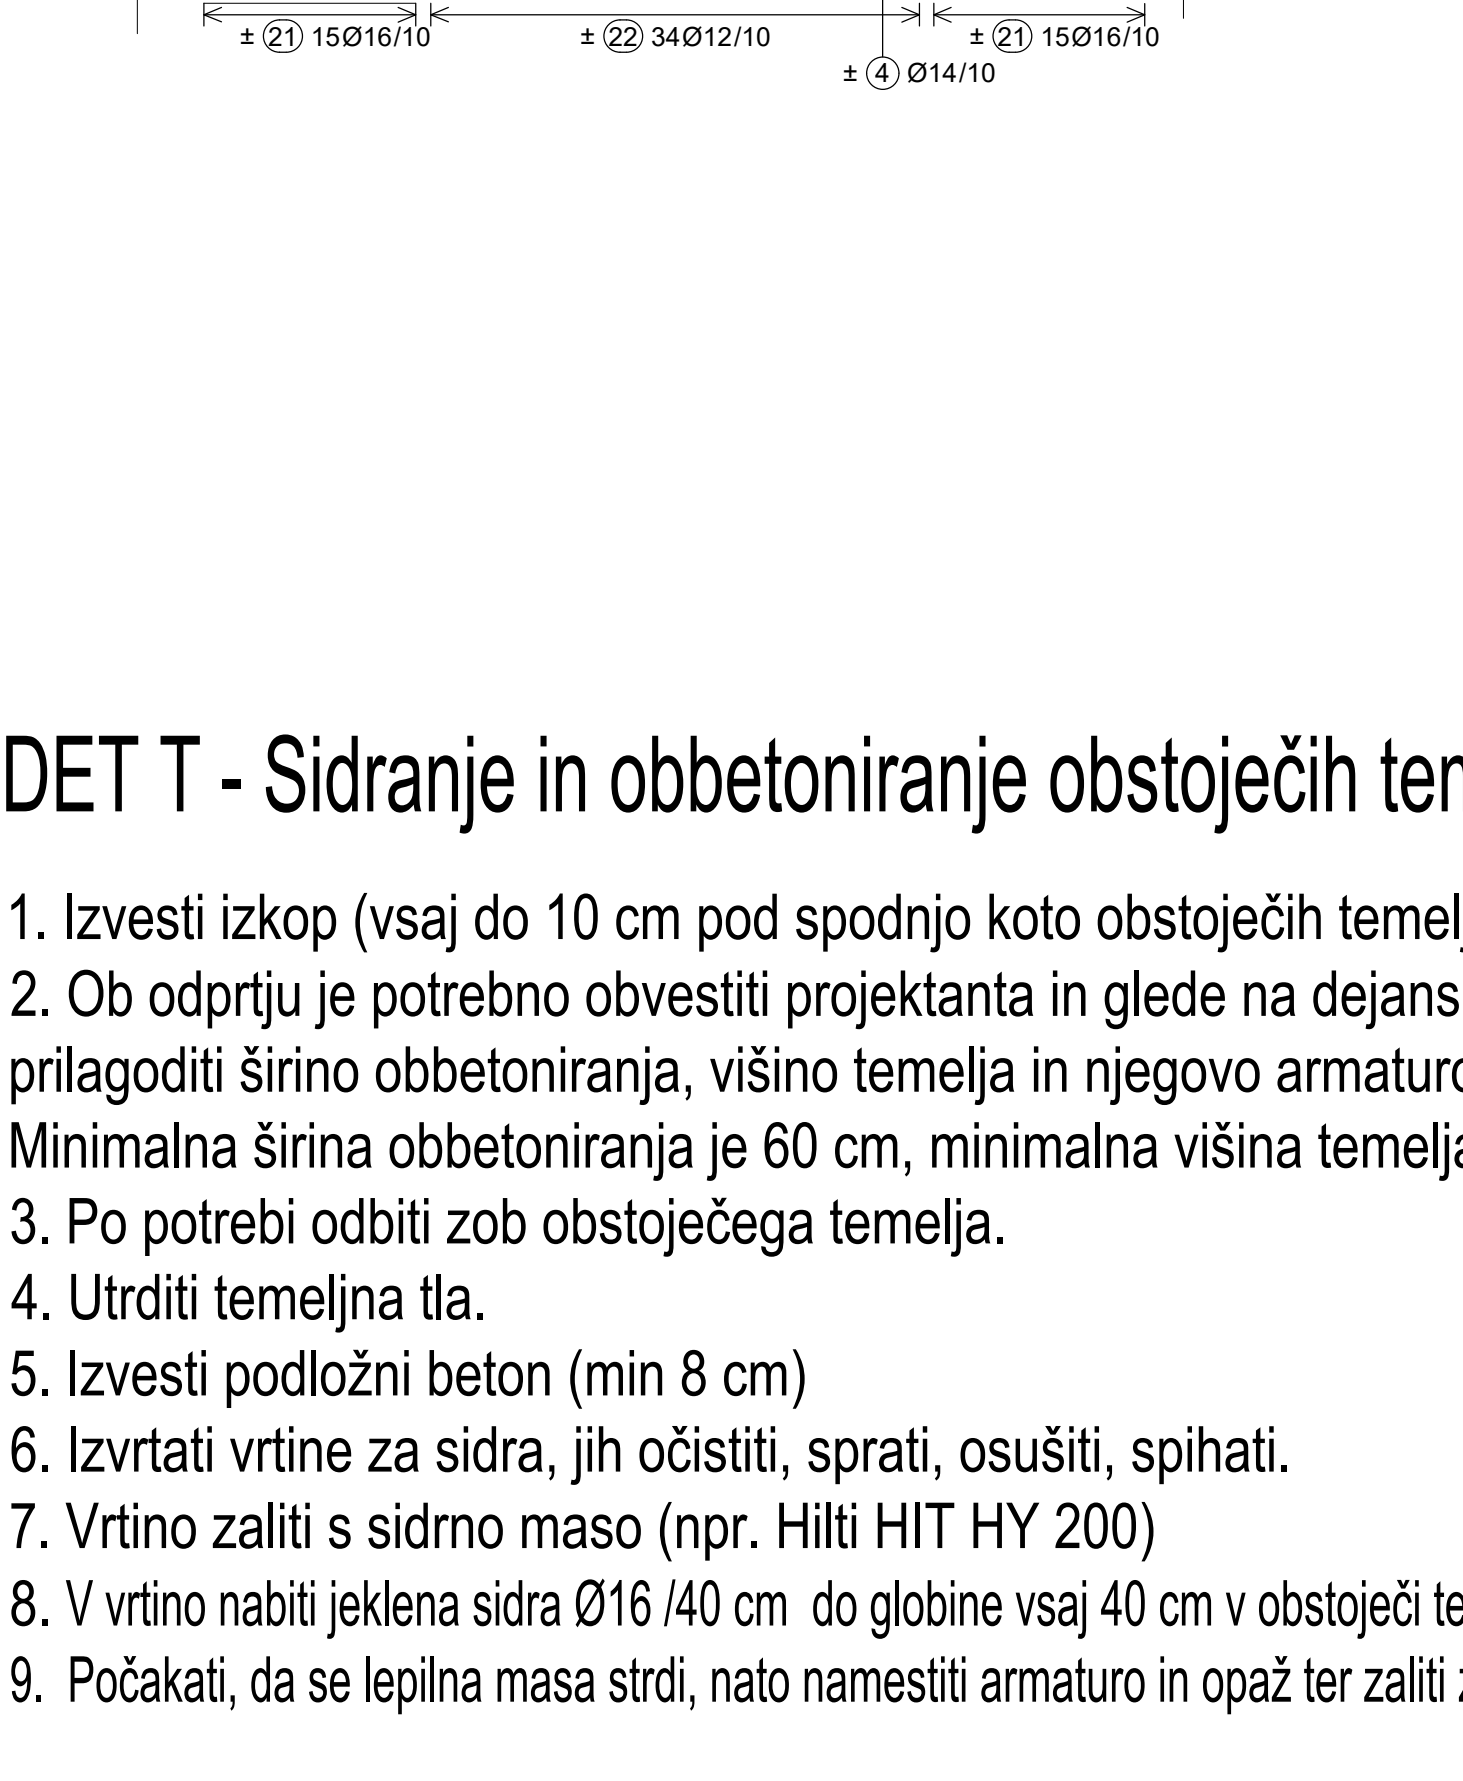 ± 21 15Ø16/10 ± 22 34Ø12/10 ± 21 15Ø16/10
± 4 Ø14/10
DET T - Sidranje in obbetoniranje obstoječih
1. Izvesti izkop (vsaj do 10 cm pod spodnjo koto obstoječih
2. Ob odprtju je potrebno obvestiti projektanta in glede na
prilagoditi širino obbetoniranja, višino temelja in njegovo
Minimalna širina obbetoniranja je 60 cm, minimalna višina
3. Po potrebi odbiti zob obstoječega temelja.
4. Utrditi temeljna tla.
5. Izvesti podložni beton (min 8 cm)
6. Izvrtati vrtine za sidra, jih očistiti, sprati, osušiti, spihati.
7. Vrtino zaliti s sidrno maso (npr. Hilti HIT HY 200)
8. V vrtino nabiti jeklena sidra Ø16 /40 cm do globine vsaj 40 cm v obstoječi
9. Počakati, da se lepilna masa strdi, nato namestiti armaturo in opaž ter zaliti